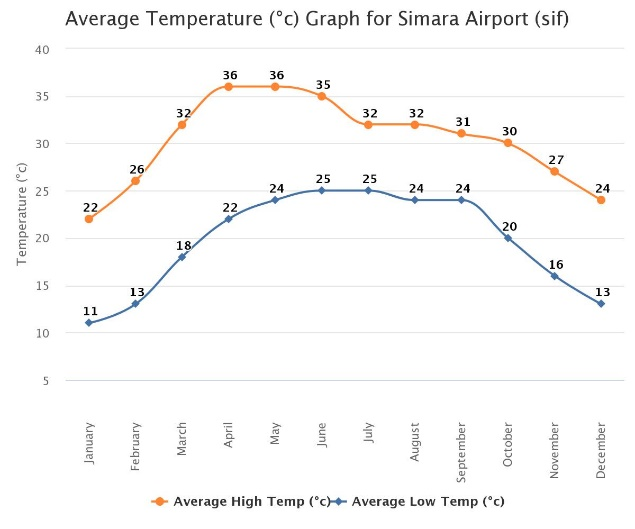 Average Temperature (°c) Graph for Simara Airport (sif)
40
35
30
25
20
15
10
5
Temperature (°c)
22
26
32
36
36
35
32
32
31
30
27
24
11
13
18
22
24
25
25
24
24
20
16
13
January
February
March
April
May
June
July
August
September
October
November
December
Average High Temp (°c) Average Low Temp (°c)